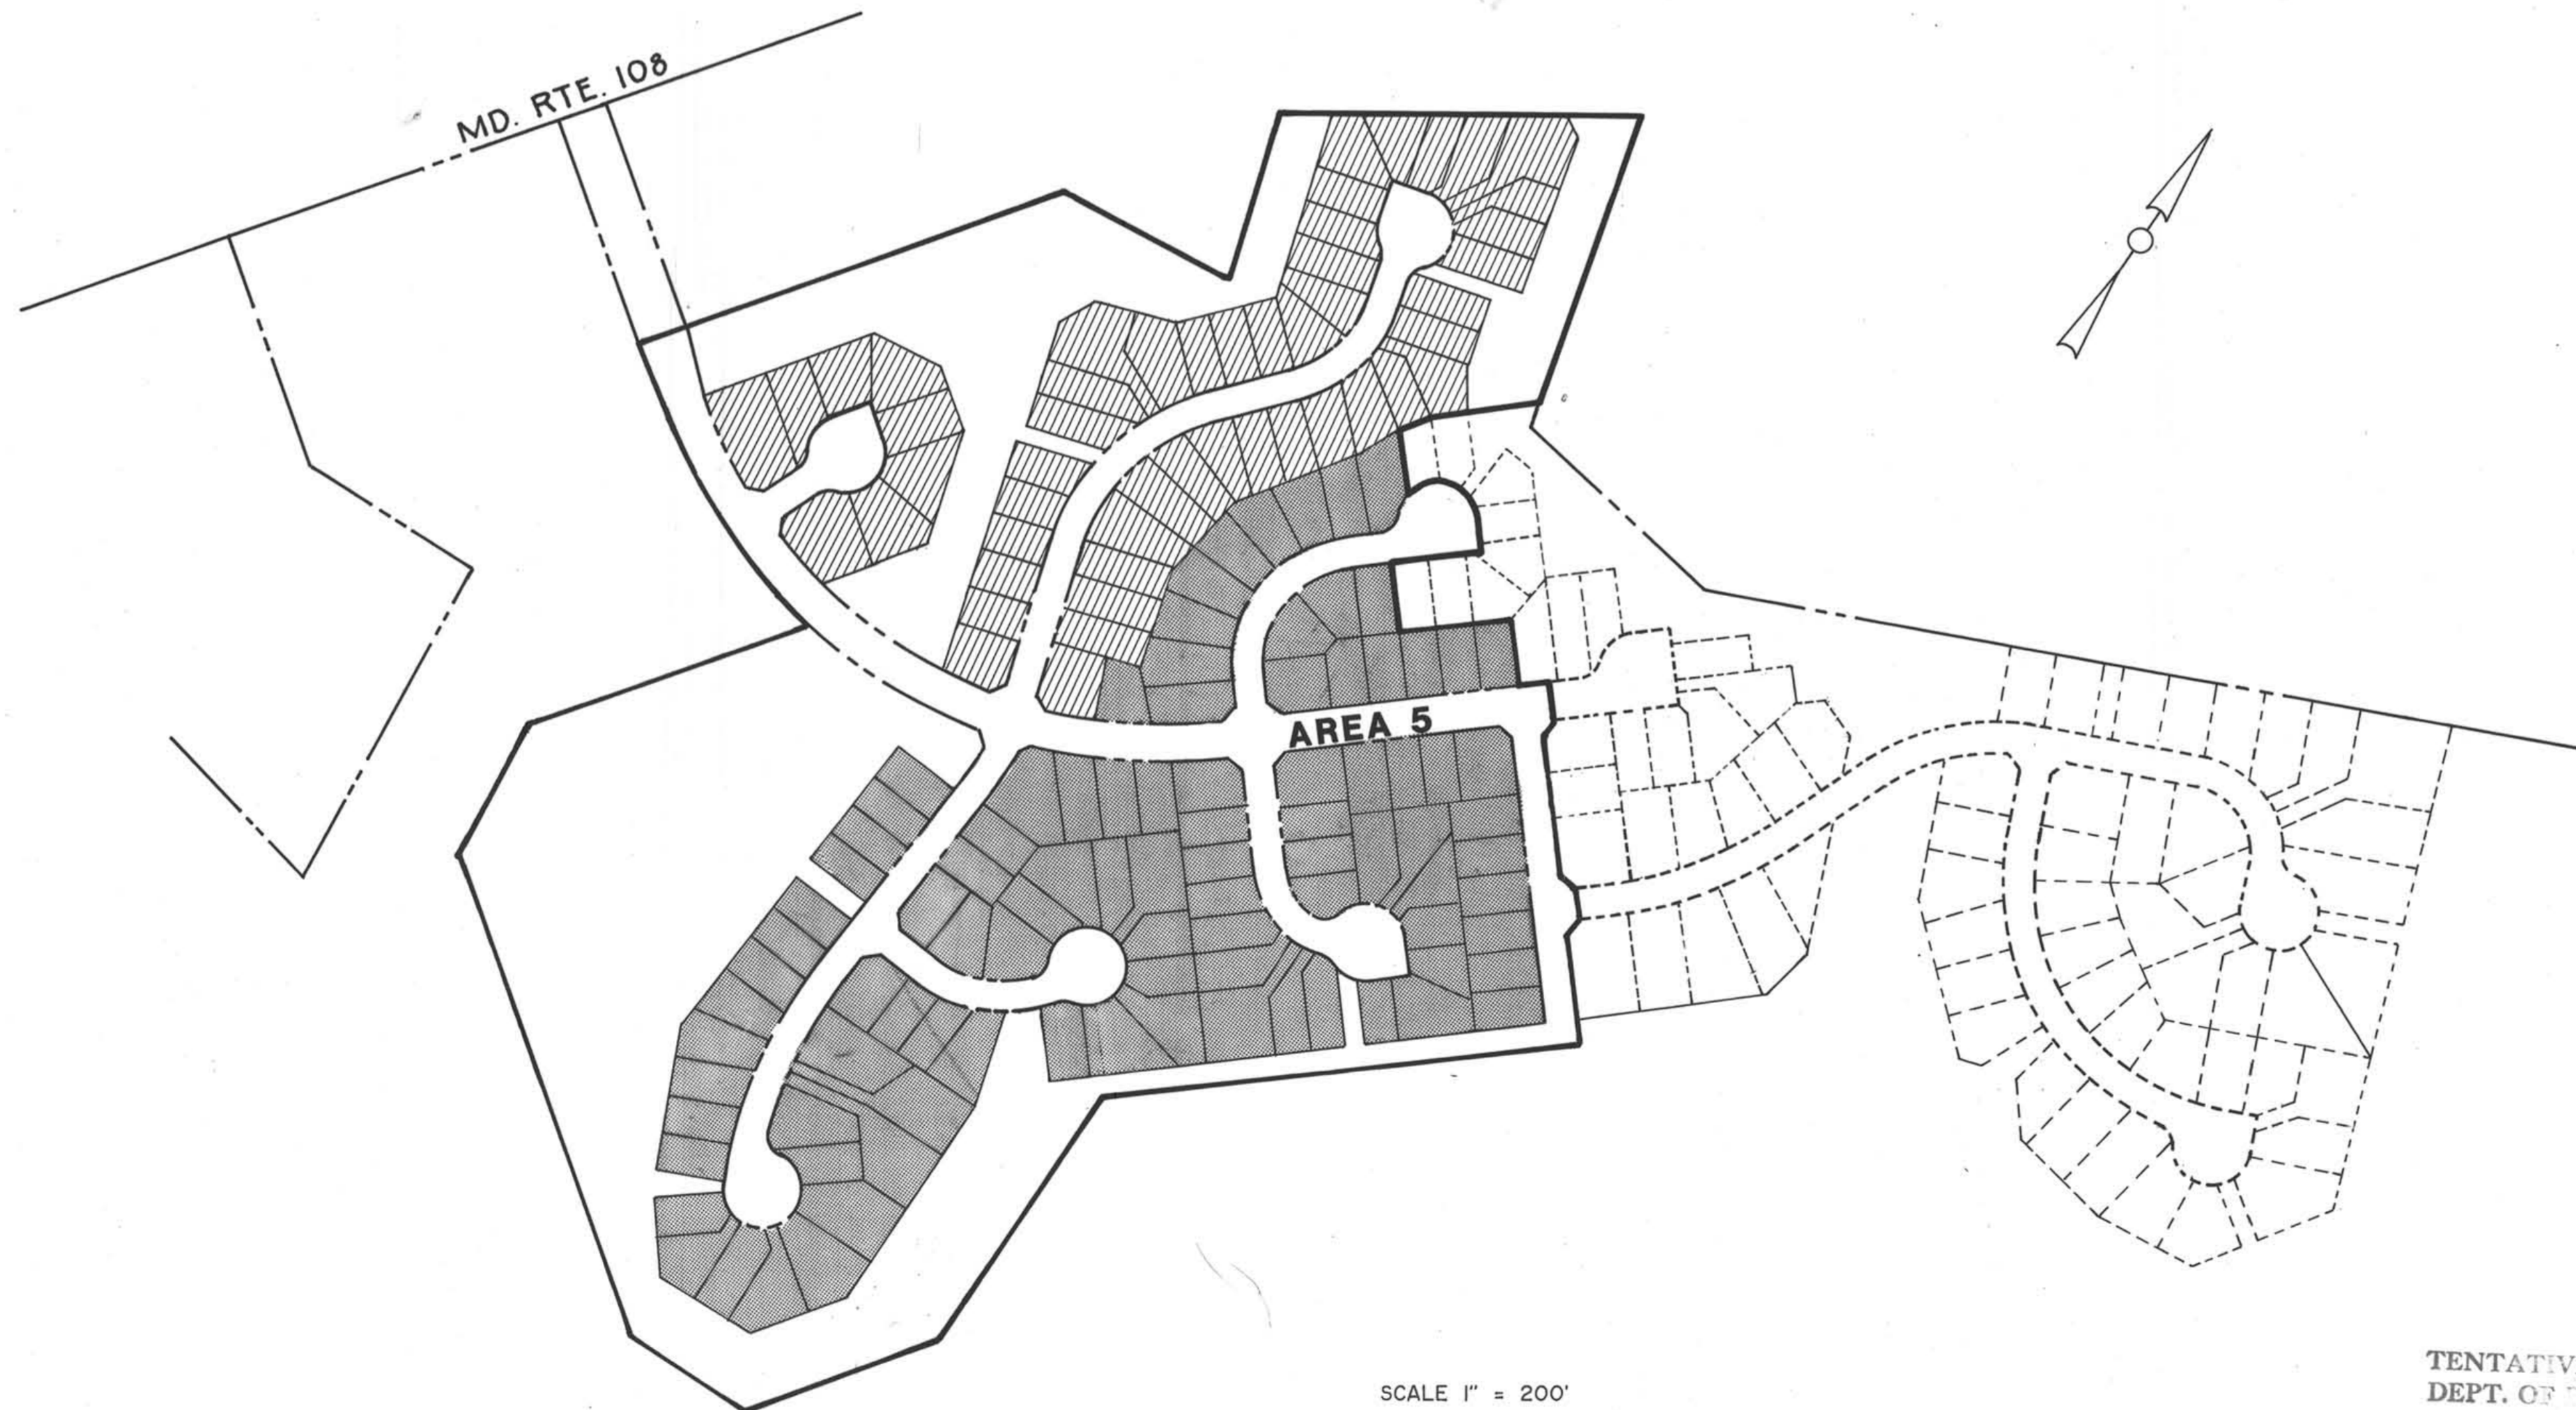 MD. RTE. 108
AREA 5
SCALE 1" = 200'
TENTATIV
DEPT. OF